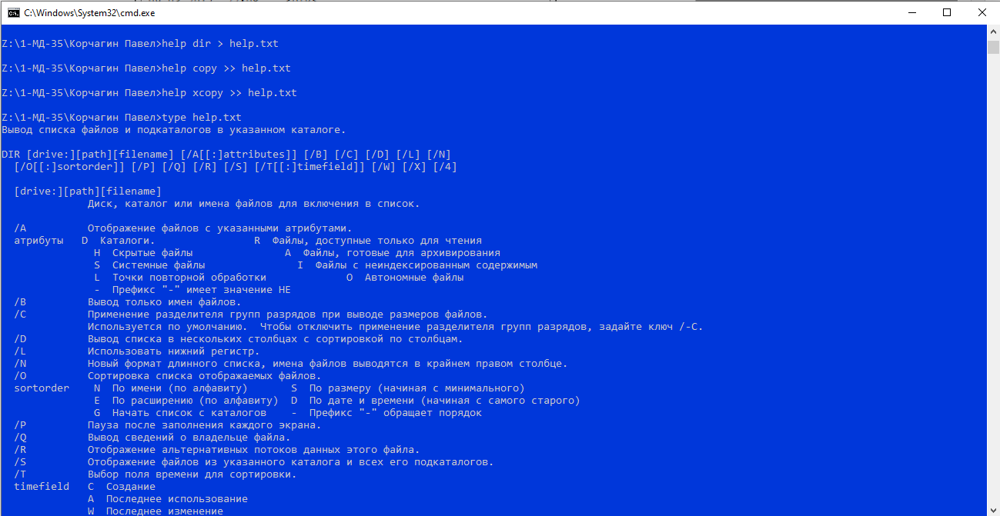 C:\Windows\System32\cmd.exe
Z:\1-МД-35\Корчагин Павел>help dir > help.txt
Z:\1-МД-35\Корчагин Павел>help copy >> help.txt
Z:\1-МД-35\Корчагин Павел>help xcopy >> help.txt
Z:\1-МД-35\Корчагин Павел>type help.txt
Вывод списка файлов и подкаталогов в указанном каталоге.
DIR [drive:][path][filename] [/A[[:]attributes]] [/B] [/C] [/D] [/L] [/N]
[/O[[:]sortorder]] [/P] [/Q] [/R] [/S] [/T[[:]timefield]] [/W] [/X] [/4]
[drive:][path][filename]
Диск, каталог или имена файлов для включения в список.
/A Отображение файлов с указанными атрибутами.
атрибуты D Каталоги. R Файлы, доступные только для чтения
H Скрытые файлы A Файлы, готовые для архивирования
S Системные файлы I Файлы с неиндексированным содержимым
L Точки повторной обработки O Автономные файлы
- Префикс "-" имеет значение НЕ
/B Вывод только имен файлов.
/C Применение разделителя групп разрядов при выводе размеров файлов.
Используется по умолчанию. Чтобы отключить применение разделителя групп разрядов, задайте ключ /-C.
/D Вывод списка в нескольких столбцах с сортировкой по столбцам.
/L Использовать нижний регистр.
/N Новый формат длинного списка, имена файлов выводятся в крайнем правом столбце.
/O Сортировка списка отображаемых файлов.
sortorder N По имени (по алфавиту) S По размеру (начиная с минимального)
E По расширению (по алфавиту) D По дате и времени (начиная с самого старого)
G Начать список с каталогов - Префикс "-" обращает порядок
/P Пауза после заполнения каждого экрана.
/Q Вывод сведений о владельце файла.
/R Отображение альтернативных потоков данных этого файла.
/S Отображение файлов из указанного каталога и всех его подкаталогов.
/T Выбор поля времени для сортировки.
timefield C Создание
A Последнее использование
W Последнее изменение